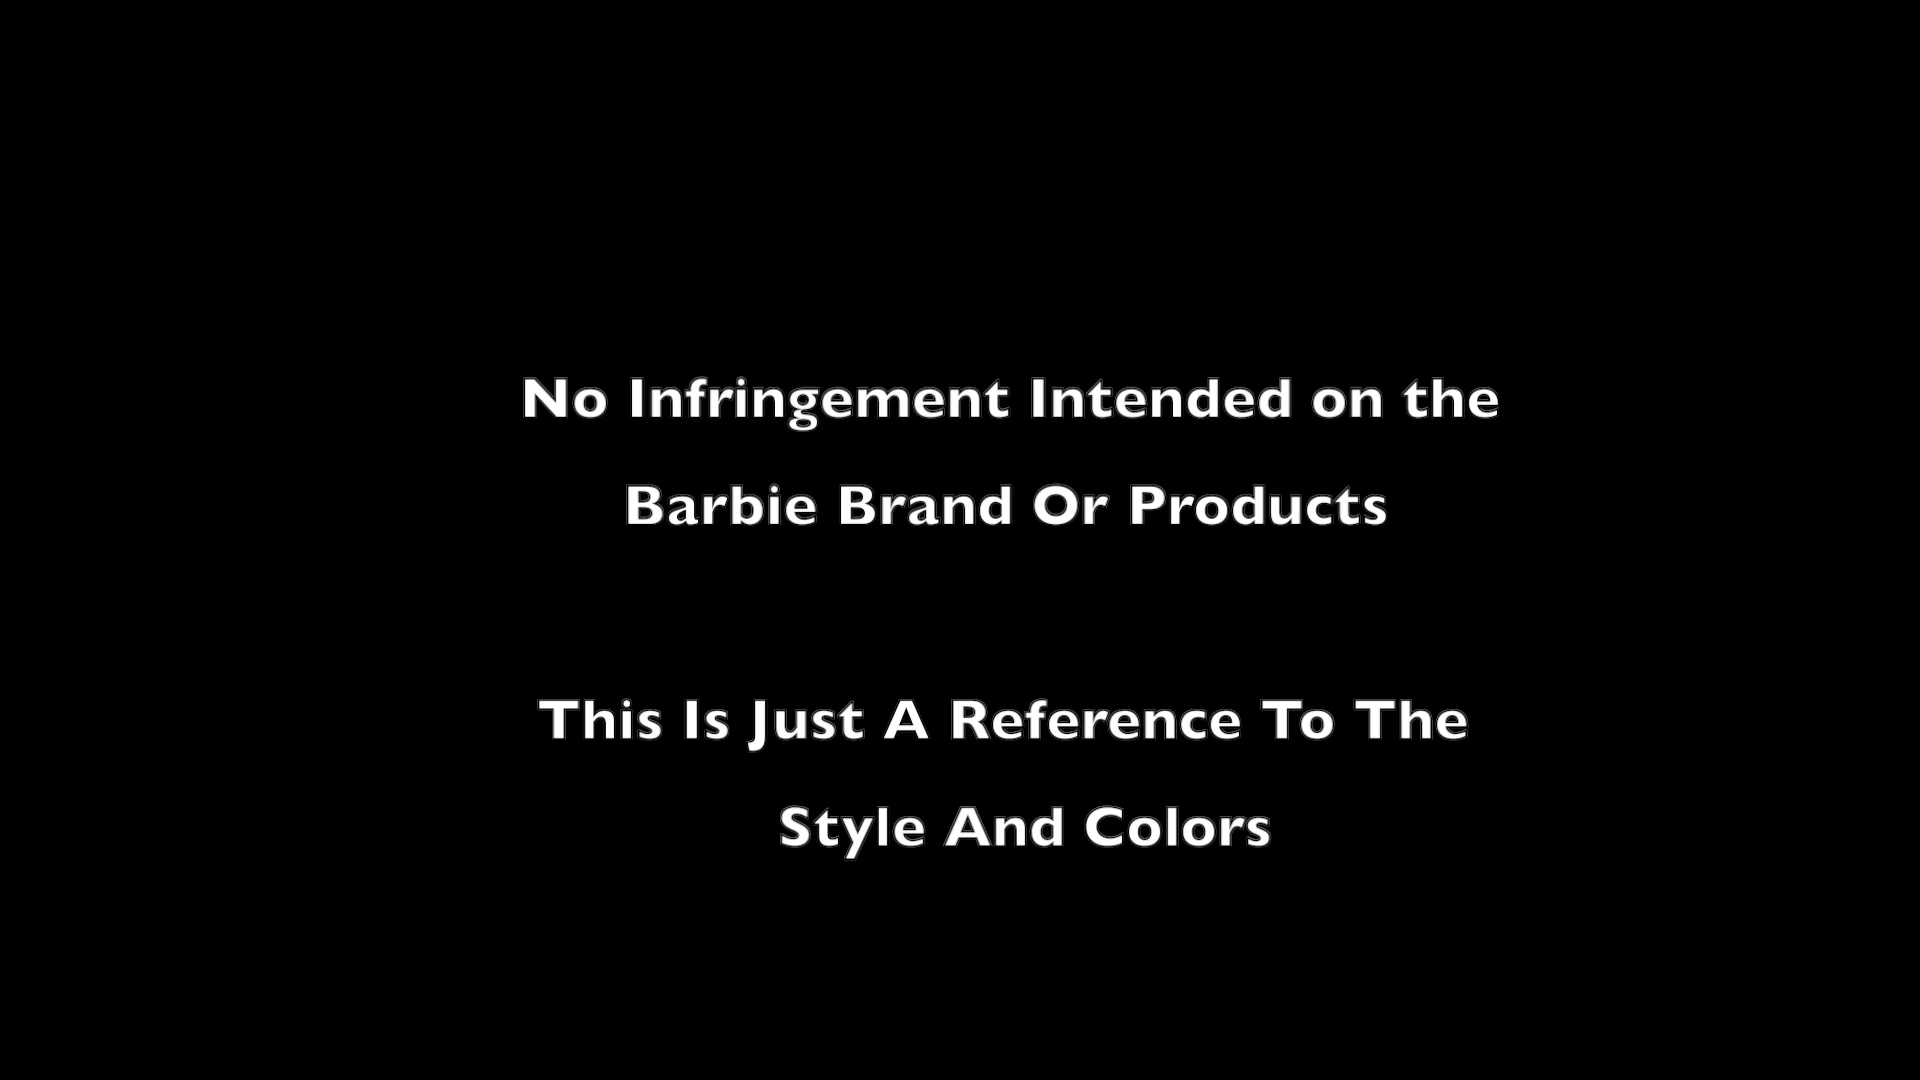 No Infringement Intended on the
Barbie Brand Or Products
This Is Just A Reference To The
Style And Colors